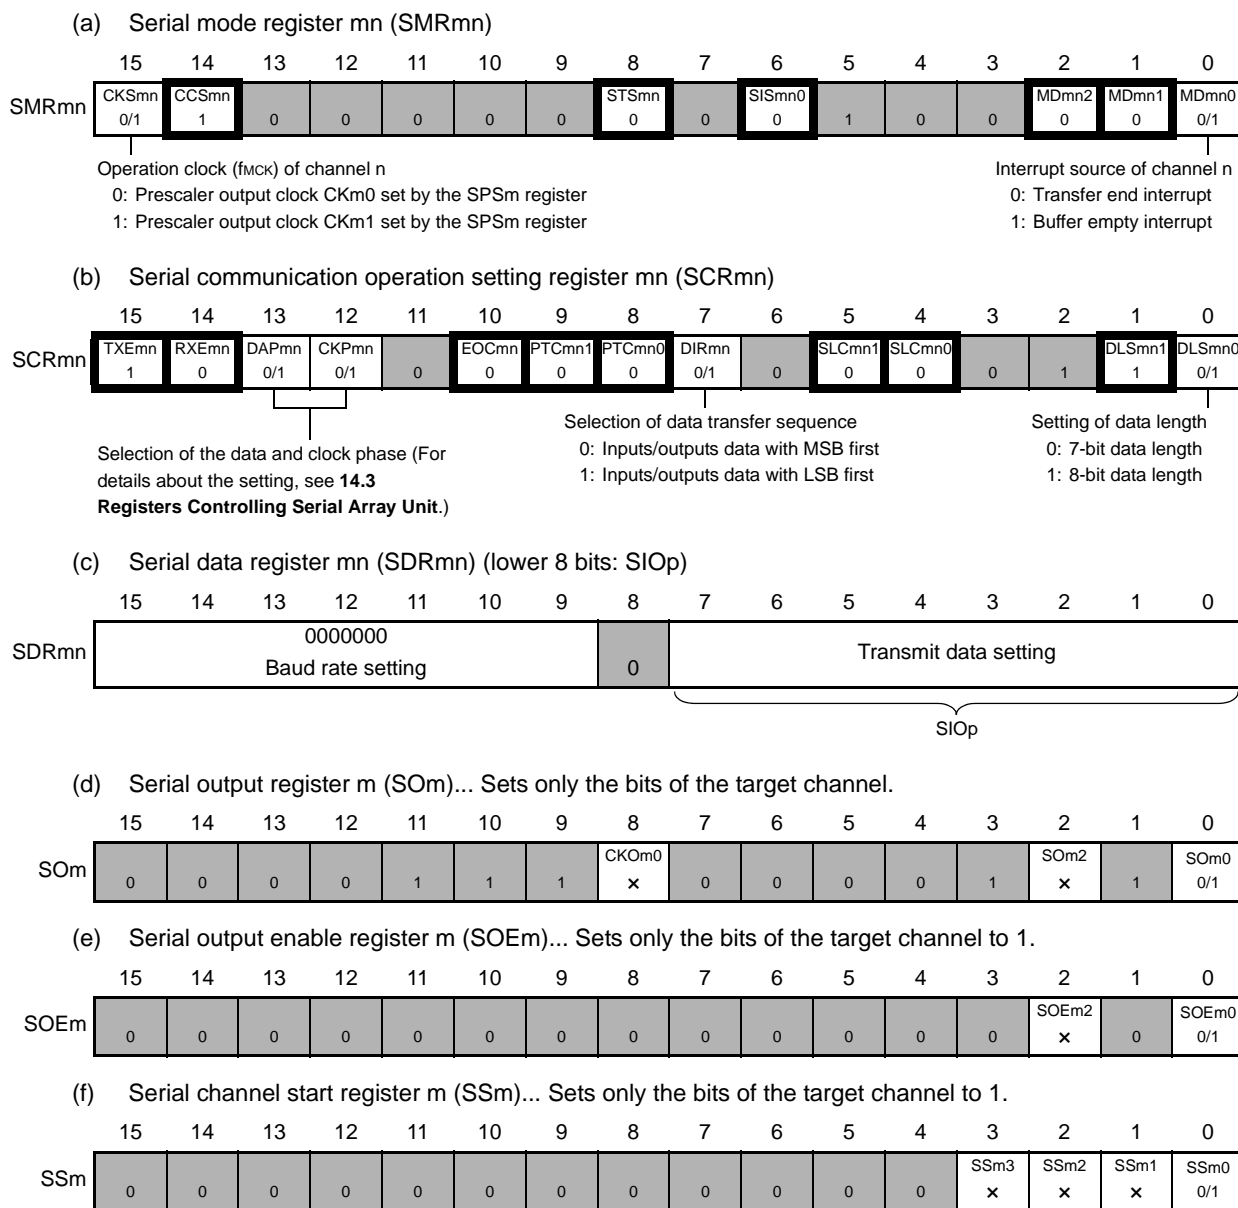 (a) Serial mode register mn (SMRmn)
15 14 13 12 11 10 9 8 7 6 5 4 3 2 1 0
SMRmn
CKSmn CCSmn STSmn SISmn0 MDmn2 MDmn1 MDmn0
0/1 1 0 0 0 0 0 0 0 0 1 0 0 0 0 0/1
Operation clock (fMCK) of channel n
0: Prescaler output clock CKm0 set by the SPSm register
1: Prescaler output clock CKm1 set by the SPSm register
Interrupt source of channel n
0: Transfer end interrupt
1: Buffer empty interrupt
(b) Serial communication operation setting register mn (SCRmn)
15 14 13 12 11 10 9 8 7 6 5 4 3 2 1 0
SCRmn
TXEmn RXEmn DAPmn CKPmn EOCmn PTCmn1 PTCmn0 DIRmn SLCmn1 SLCmn0 DLSmn1 DLSmn0
1 0 0/1 0/1 0 0 0 0 0/1 0 0 0 0 1 1 0/1
Selection of the data and clock phase (For
details about the setting, see 14.3
Registers Controlling Serial Array Unit.)
Selection of data transfer sequence
0: Inputs/outputs data with MSB first
1: Inputs/outputs data with LSB first
Setting of data length
0: 7-bit data length
1: 8-bit data length
(c) Serial data register mn (SDRmn) (lower 8 bits: SIOp)
15 14 13 12 11 10 9 8 7 6 5 4 3 2 1 0
SDRmn
0000000
Baud rate setting
0
Transmit data setting
SIOp
(d) Serial output register m (SOm)... Sets only the bits of the target channel.
15 14 13 12 11 10 9 8 7 6 5 4 3 2 1 0
SOm
CKOm0 SOm2 SOm0
0 0 0 0 1 1 1 × 0 0 0 0 1 × 1 0/1
(e) Serial output enable register m (SOEm)... Sets only the bits of the target channel to 1.
15 14 13 12 11 10 9 8 7 6 5 4 3 2 1 0
SOEm
SOEm2 SOEm0
0 0 0 0 0 0 0 0 0 0 0 0 0 × 0 0/1
(f) Serial channel start register m (SSm)... Sets only the bits of the target channel to 1.
15 14 13 12 11 10 9 8 7 6 5 4 3 2 1 0
SSm
SSm3 SSm2 SSm1 SSm0
0 0 0 0 0 0 0 0 0 0 0 0 × × × 0/1